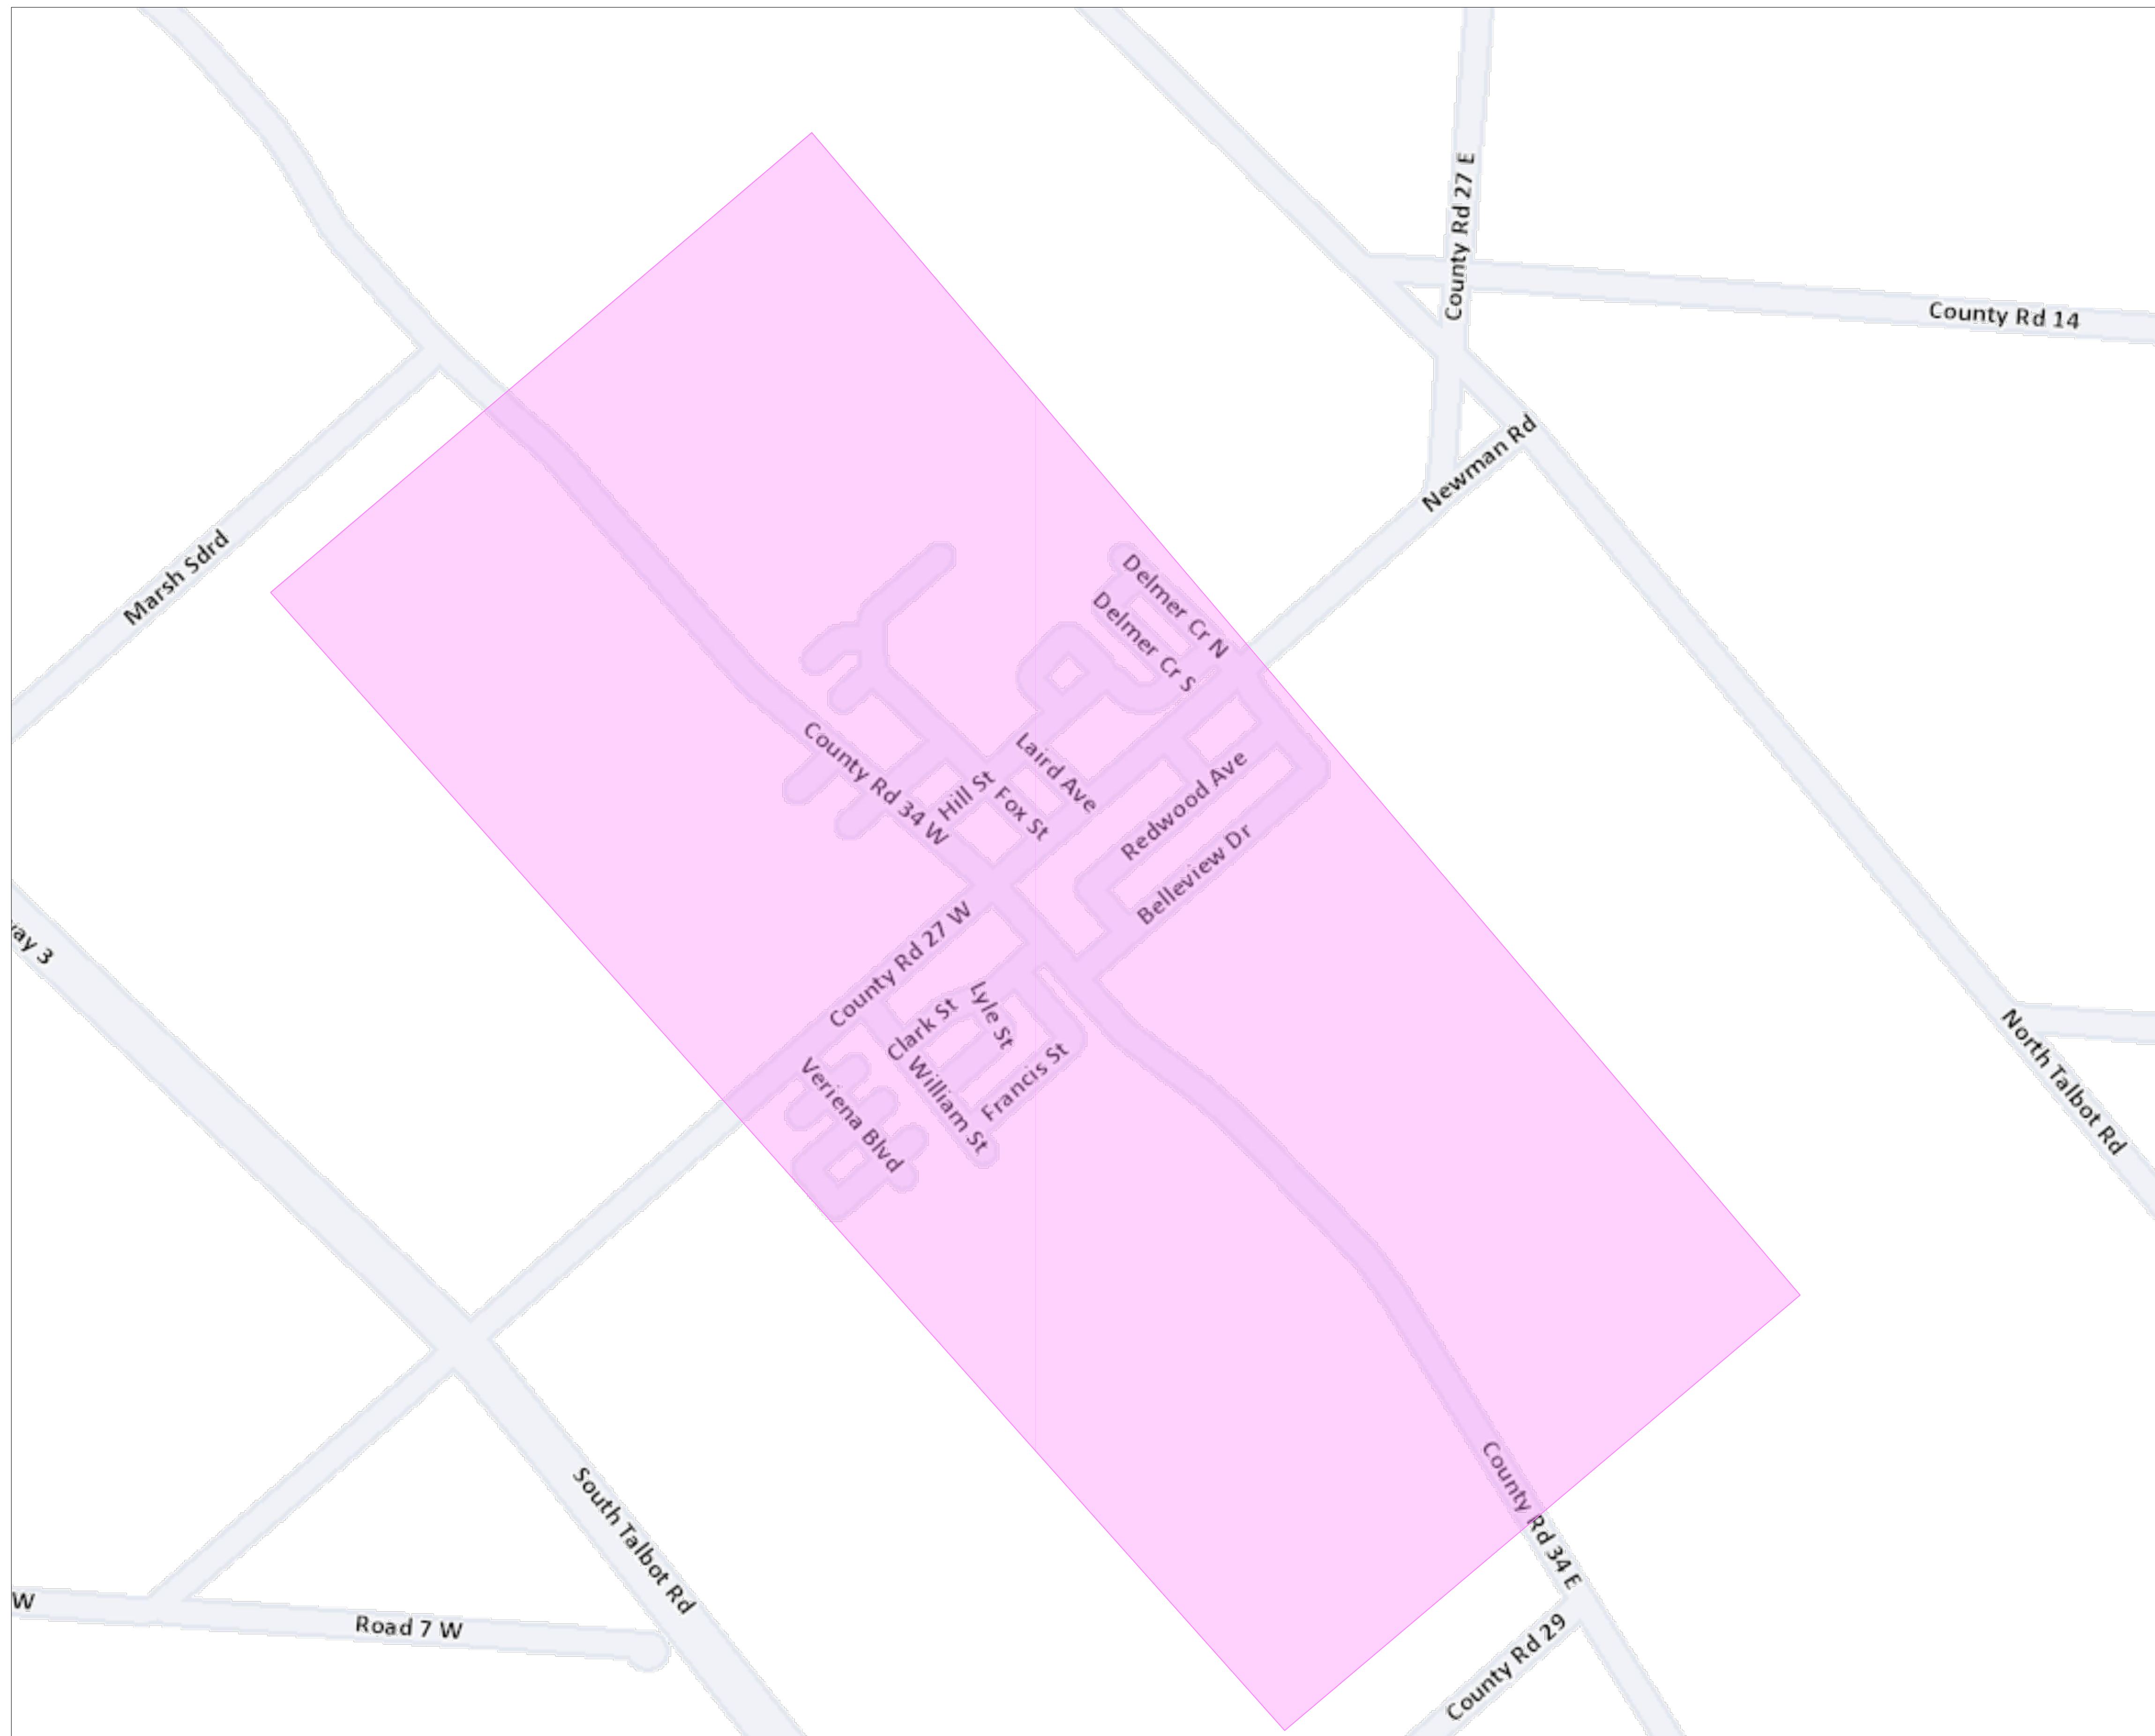 County Rd 27 E
County Rd 14
Newman Rd
Marsh Sdrd
Delmer Cr N
Delmer Cr S
County Rd 34 W
Laird Ave
Hill St
Fox St
Redwood Ave
Belleview Dr
County Rd 27 W
way 3
Lyle St
Clark St
C
William St
Francis St
Veriena Blvd
North Talbot Rd
South Talbot Rd
County Rd 34 E
W
Road 7 W
County Rd 29